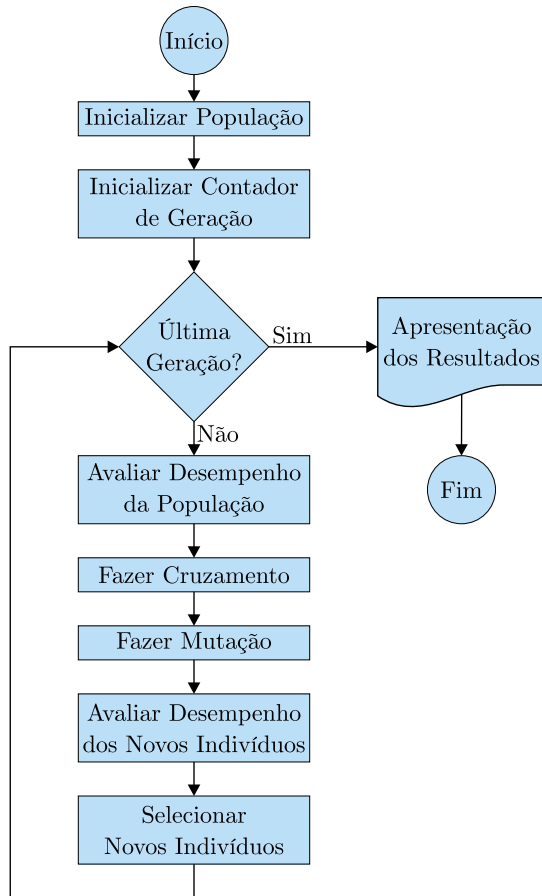 Início
Inicializar População
Inicializar Contador
de Geração
Última
Geração?
Sim
Apresentação
dos Resultados
Fim
Não
Avaliar Desempenho
da População
Fazer Cruzamento
Fazer Mutação
Avaliar Desempenho
dos Novos Indivíduos
Selecionar
Novos Indivíduos